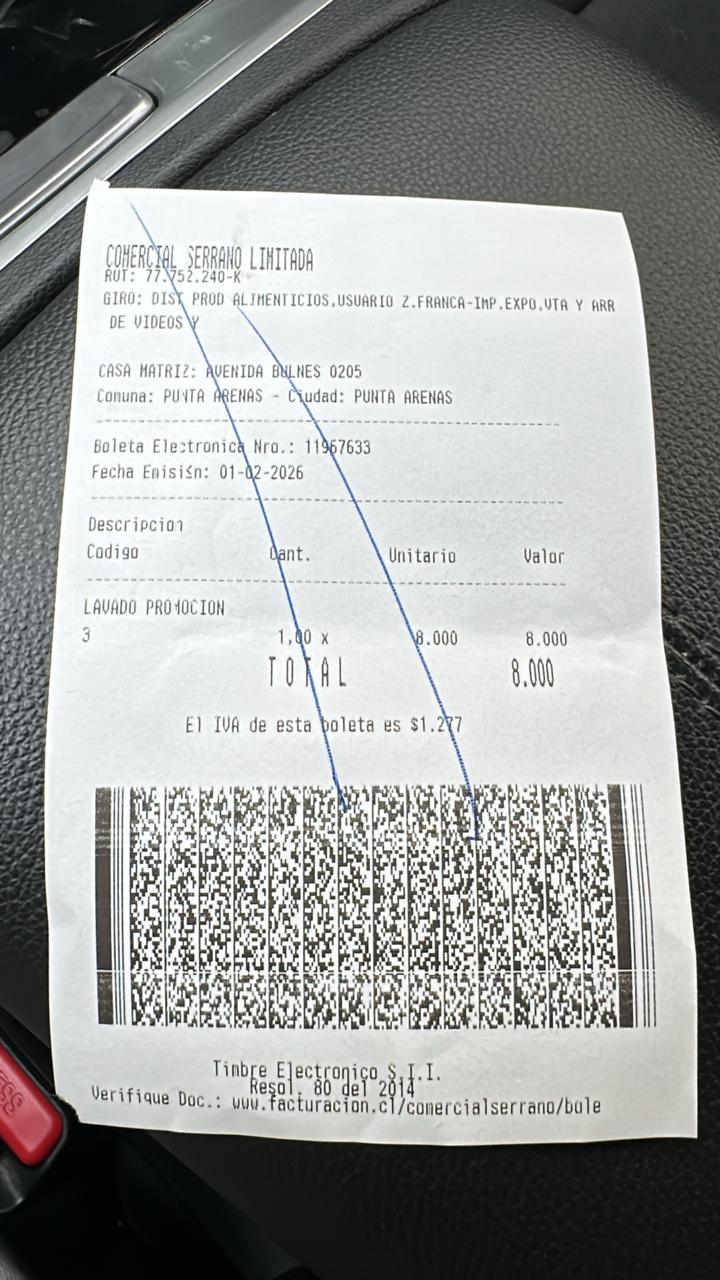 COMERCIAL SERRANO LIMITADA
RUT: 77.752.240-K
GIRO: DIST PROD ALIMENTICIOS,USUARIO Z.FRANCA-IMP.EXPO,VTA Y ARR
DE VIDEOS Y
CASA MATRIZ: AVENIDA BULNES 0205
Comuna: PUNTA ARENAS - Ciudad: PUNTA ARENAS
Boleta Electronica Nro.: 11967633
Fecha Emisión: 01-02-2026
Descripcion
Codigo Cant. Unitario Valor
LAVADO PROMOCION
3 1,00 x 8.000 8.000
TOTAL 8.000
El IVA de esta boleta es $1.277
Timbre Electronico S.I.I.
Resol. 80 del 2014
Verifique Doc.: www.facturacion.cl/comercialserrano/bole